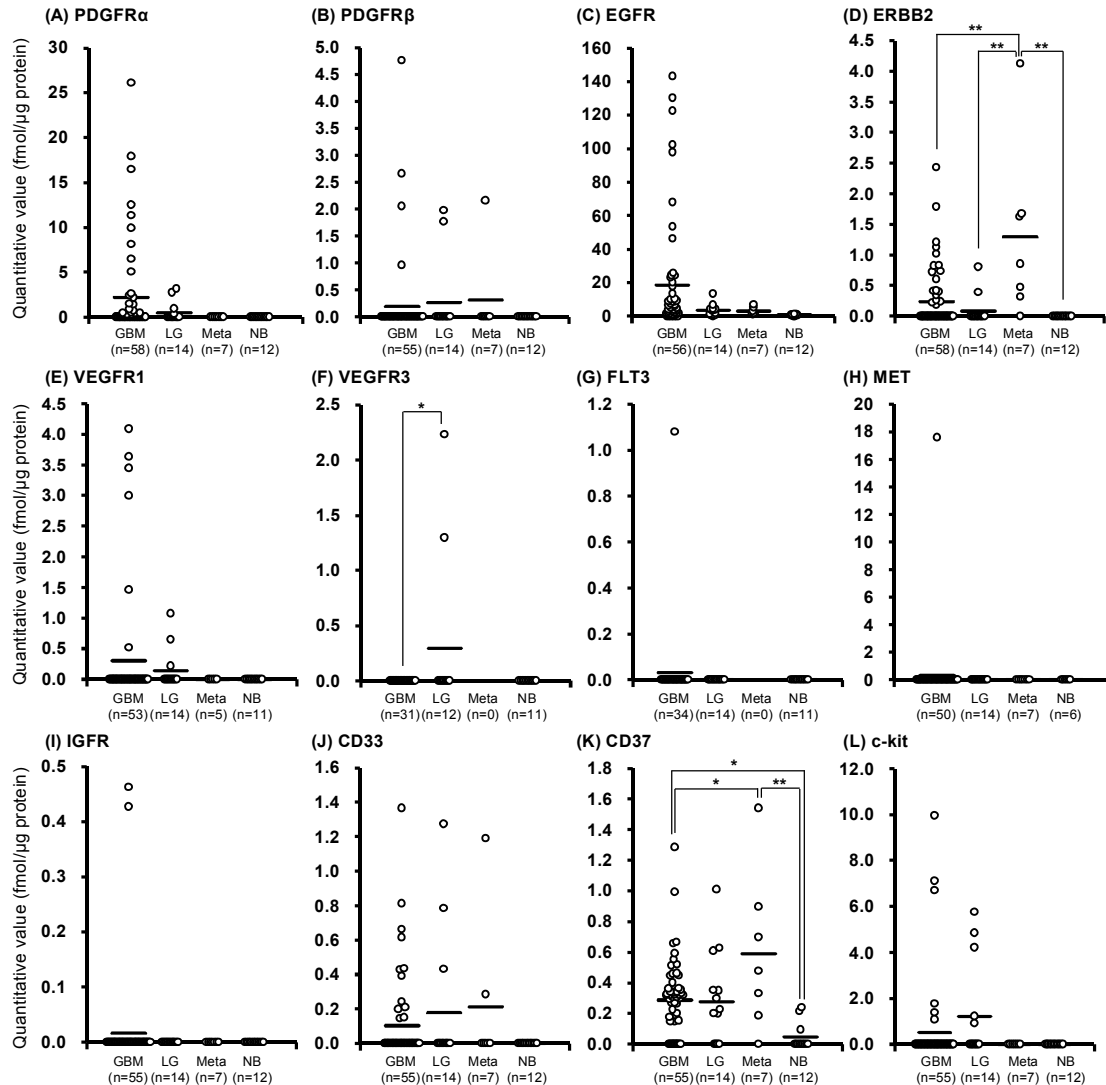 (A) PDGFRα
(B) PDGFRβ
(C) EGFR
(D) ERBB2
Quantitative value (fmol/µg protein)
30
25
20
15
10
5
0
GBM LG Meta NB
(n=58) (n=14) (n=7) (n=12)
5.0
4.5
4.0
3.5
3.0
2.5
2.0
1.5
1.0
0.5
0.0
GBM LG Meta NB
(n=55) (n=14) (n=7) (n=12)
160
140
120
100
80
60
40
20
0
GBM LG Meta NB
(n=56) (n=14) (n=7) (n=12)
**
** **
4.5
4.0
3.5
3.0
2.5
2.0
1.5
1.0
0.5
0.0
GBM LG Meta NB
(n=58) (n=14) (n=7) (n=12)
(E) VEGFR1
(F) VEGFR3
(G) FLT3
(H) MET
Quantitative value (fmol/µg protein)
4.5
4.0
3.5
3.0
2.5
2.0
1.5
1.0
0.5
0.0
GBM LG Meta NB
(n=53) (n=14) (n=5) (n=11)
*
2.5
2.0
1.5
1.0
0.5
0.0
GBM LG Meta NB
(n=31) (n=12) (n=0) (n=11)
1.2
1.0
0.8
0.6
0.4
0.2
0.0
GBM LG Meta NB
(n=34) (n=14) (n=0) (n=11)
20
18
16
14
12
10
8
6
4
2
0
GBM LG Meta NB
(n=50) (n=14) (n=7) (n=6)
(I) IGFR
(J) CD33
(K) CD37
(L) c-kit
Quantitative value (fmol/µg protein)
0.5
0.4
0.3
0.2
0.1
0.0
GBM LG Meta NB
(n=55) (n=14) (n=7) (n=12)
1.6
1.4
1.2
1.0
0.8
0.6
0.4
0.2
0.0
GBM LG Meta NB
(n=55) (n=14) (n=7) (n=12)
*
* **
1.8
1.6
1.4
1.2
1.0
0.8
0.6
0.4
0.2
0.0
GBM LG Meta NB
(n=55) (n=14) (n=7) (n=12)
12.0
10.0
8.0
6.0
4.0
2.0
0.0
GBM LG Meta NB
(n=55) (n=14) (n=7) (n=12)